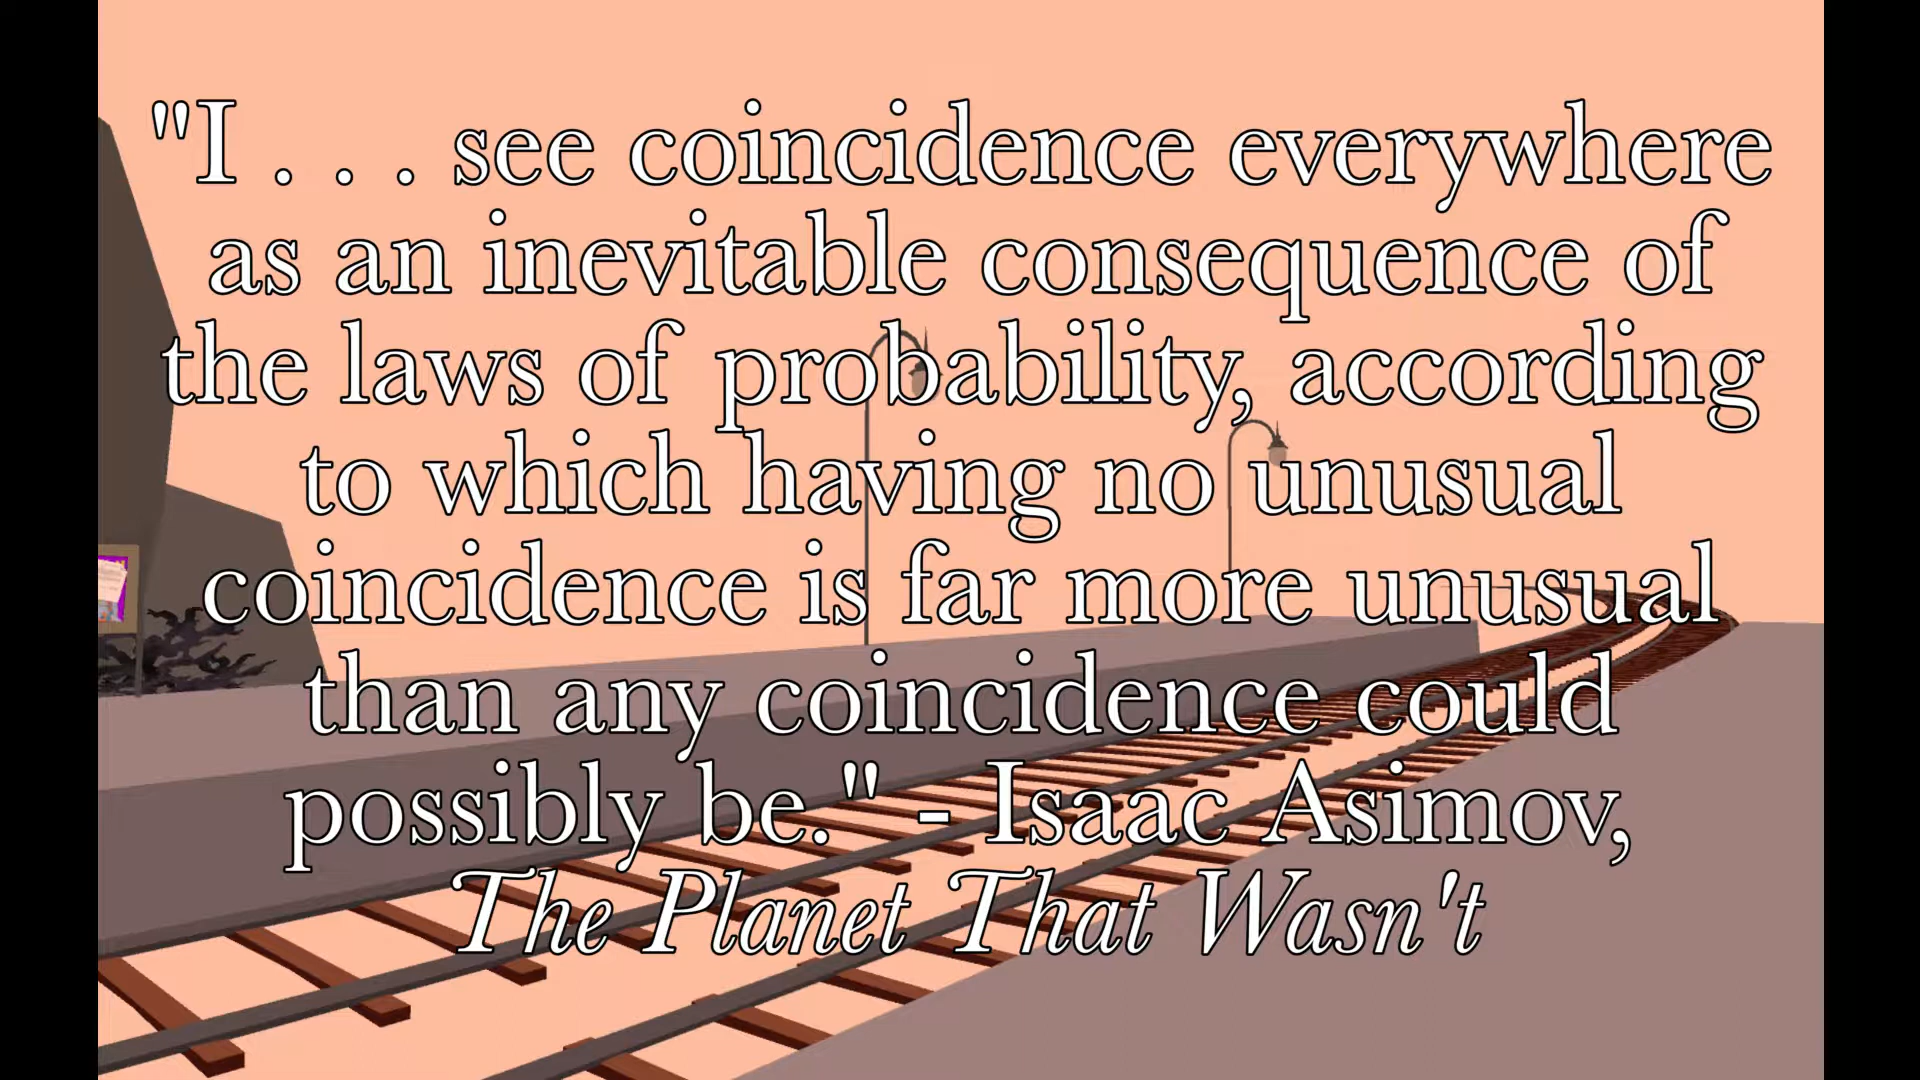 "I . . . see coincidence everywhere
as an inevitable consequence of
the laws of probability, according
to which having no unusual
coincidence is far more unusual
than any coincidence could
possibly be." - Isaac Asimov,
The Planet That Wasn't